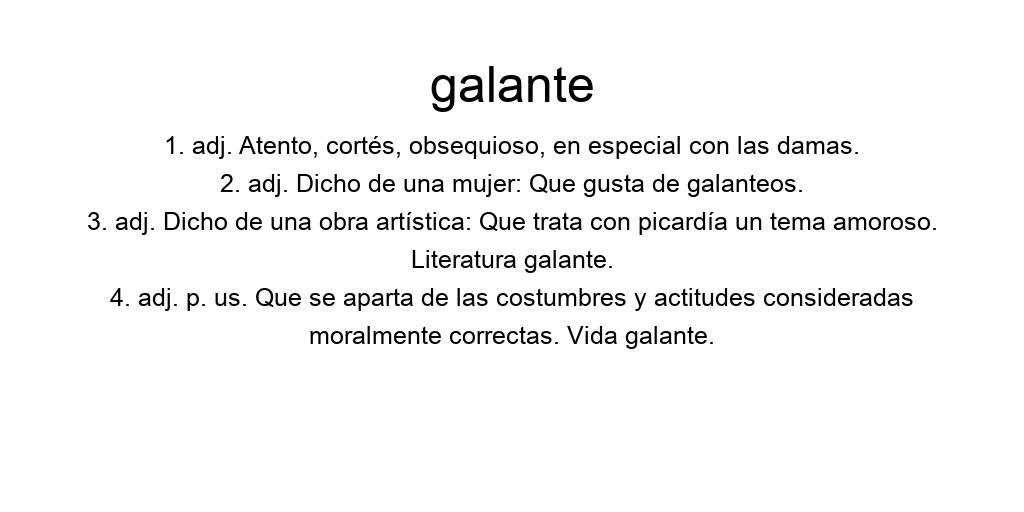 galante
1. adj. Atento, cortés, obsequioso, en especial con las damas.
2. adj. Dicho de una mujer: Que gusta de galanteos.
3. adj. Dicho de una obra artística: Que trata con picardía un tema amoroso.
Literatura galante.
4. adj. p. us. Que se aparta de las costumbres y actitudes consideradas
moralmente correctas. Vida galante.